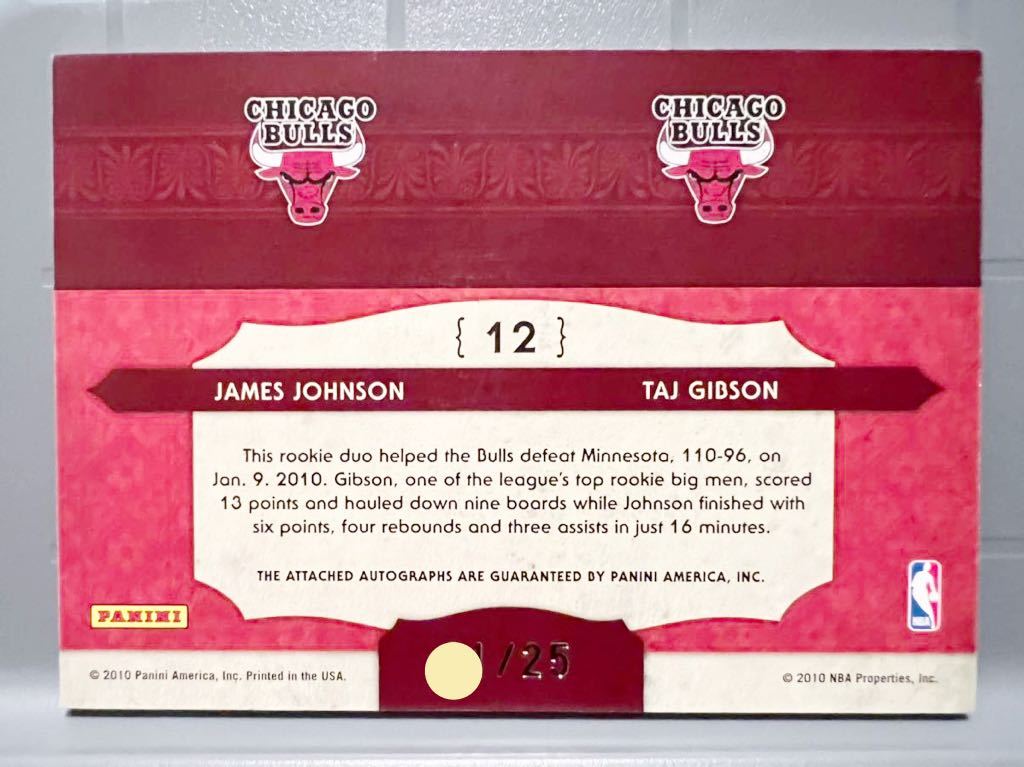 CHICAGO BULLS
CHICAGO BULLS
{ 12 }
JAMES JOHNSON
TAJ GIBSON
This rookie duo helped the Bulls defeat Minnesota, 110-96, on
Jan. 9. 2010. Gibson, one of the league's top rookie big men, scored
13 points and hauled down nine boards while Johnson finished with
six points, four rebounds and three assists in just 16 minutes.
THE ATTACHED AUTOGRAPHS ARE GUARANTEED BY PANINI AMERICA, INC.
PANINI
NBA
/25
© 2010 Panini America, Inc. Printed in the USA.
© 2010 NBA Properties, Inc.